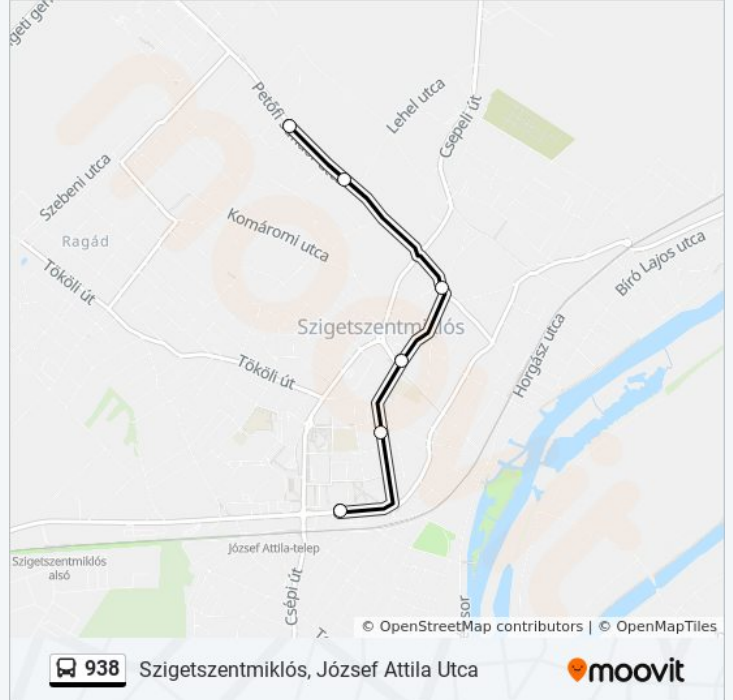 Petőfi
Lehel utca
Csepeli út
Szebeni utca
Komáromi utca
Ragád
Bíró Lajos utca
Tököli út
Szigetszentmiklós
Horgász utca
Tököli út
József Attila-telep
Szigetszentmiklós
alsó
Csépi út
sor
© OpenStreetMap contributors | © OpenMapTiles
938 Szigetszentmiklós, József Attila Utca
moovit